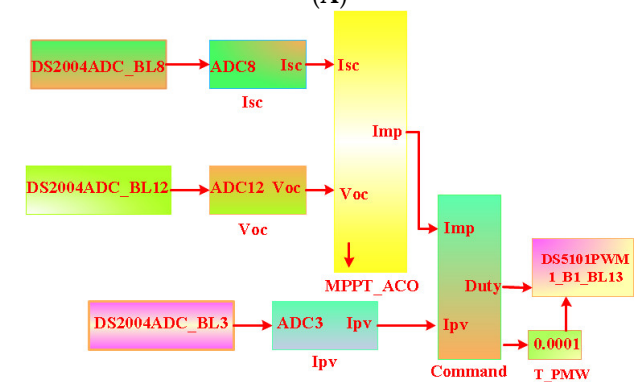 (A)
DS2004ADC_BL8
ADC8 Isc
Isc
Isc
DS2004ADC_BL12
ADC12 Voc
Voc
Voc
Imp
MPPT_ACO
DS2004ADC_BL3
ADC3 Ipv
Ipv
Imp
Duty
Ipv
Command
DS5101PWM
1_B1_BL13
0.0001
T_PMW